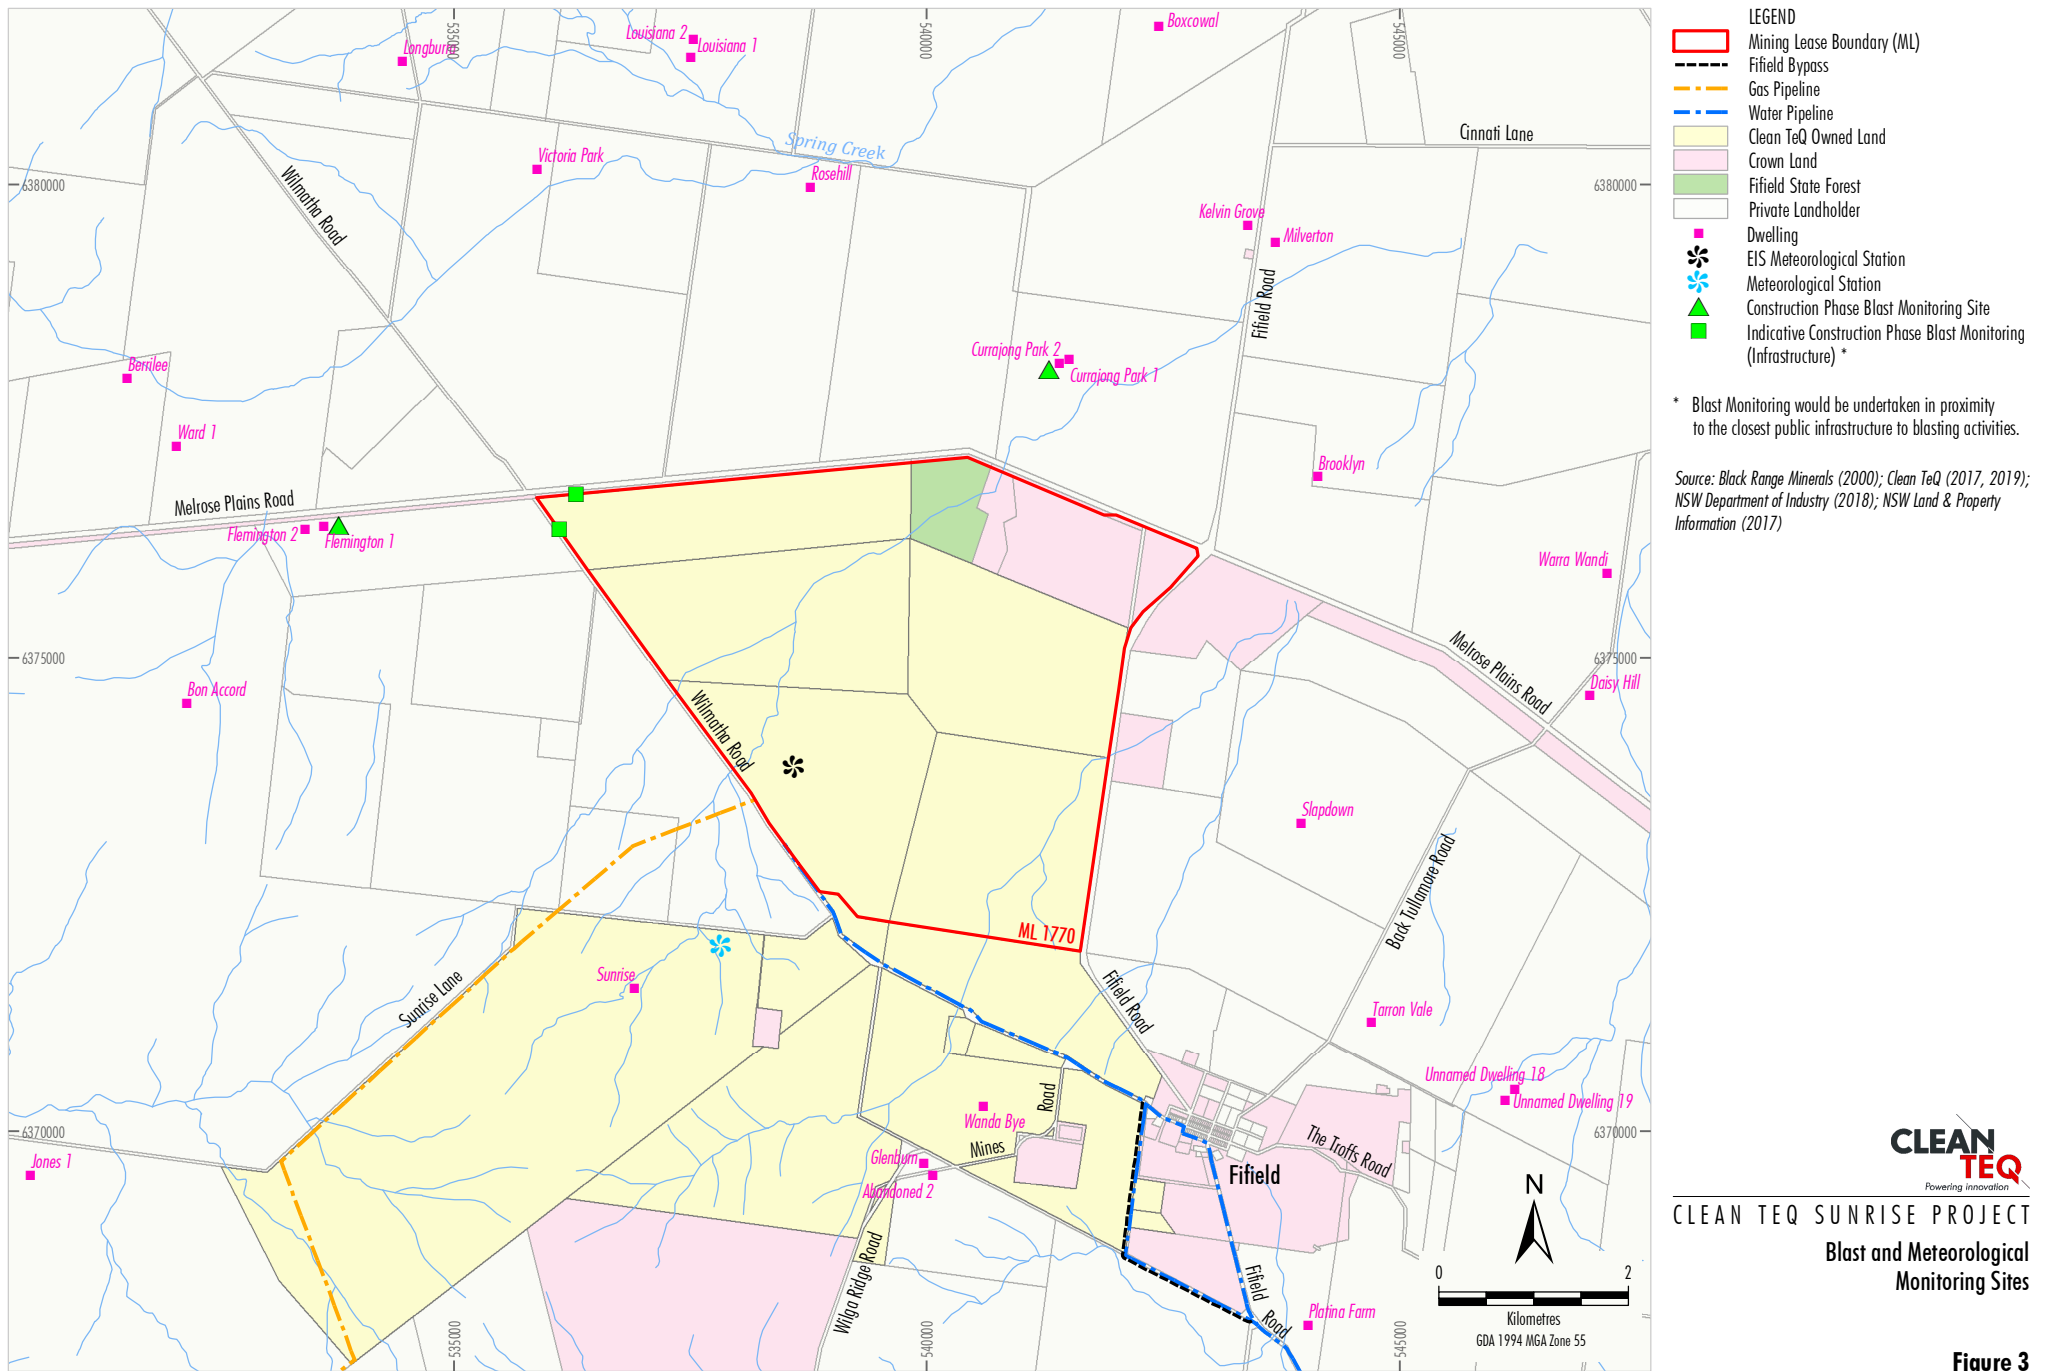 535000
540000
545000
Longburn
Louisiana 2
Louisiana 1
Boxcowal
Spring Creek
Cinnati Lane
Victoria Park
Rosehill
6380000
6380000
Wilmatha Road
Kelvin Grove
Milverton
Fifield Road
Currajong Park 2
Currajong Park 1
Berrilee
Ward 1
Brooklyn
Melrose Plains Road
Flemington 2
Flemington 1
Warra Wandi
6375000
6375000
Melrose Plains Road
Bon Accord
Daisy Hill
Wilmatha Road
Slapdown
Back Tullamore Road
ML 1770
Sunrise Lane
Sunrise
Fifield Road
Tarron Vale
Unnamed Dwelling 18
Unnamed Dwelling 19
Wanda Bye
Road
Mines
6370000
6370000
Jones 1
Glenburn
Abandoned 2
The Troffs Road
Fifield
Wilga Ridge Road
Fifield
Road
Platina Farm
535000
540000
545000
N
0 2
Kilometres
GDA 1994 MGA Zone 55
LEGEND
Mining Lease Boundary (ML)
Fifield Bypass
Gas Pipeline
Water Pipeline
Clean TeQ Owned Land
Crown Land
Fifield State Forest
Private Landholder
Dwelling
EIS Meteorological Station
Meteorological Station
Construction Phase Blast Monitoring Site
Indicative Construction Phase Blast Monitoring
(Infrastructure) *
* Blast Monitoring would be undertaken in proximity
to the closest public infrastructure to blasting activities.
Source: Black Range Minerals (2000); Clean TeQ (2017, 2019);
NSW Department of Industry (2018); NSW Land & Property
Information (2017)
CLEAN
TEQ
Powering innovation
CLEAN TEQ SUNRISE PROJECT
Blast and Meteorological
Monitoring Sites
Figure 3